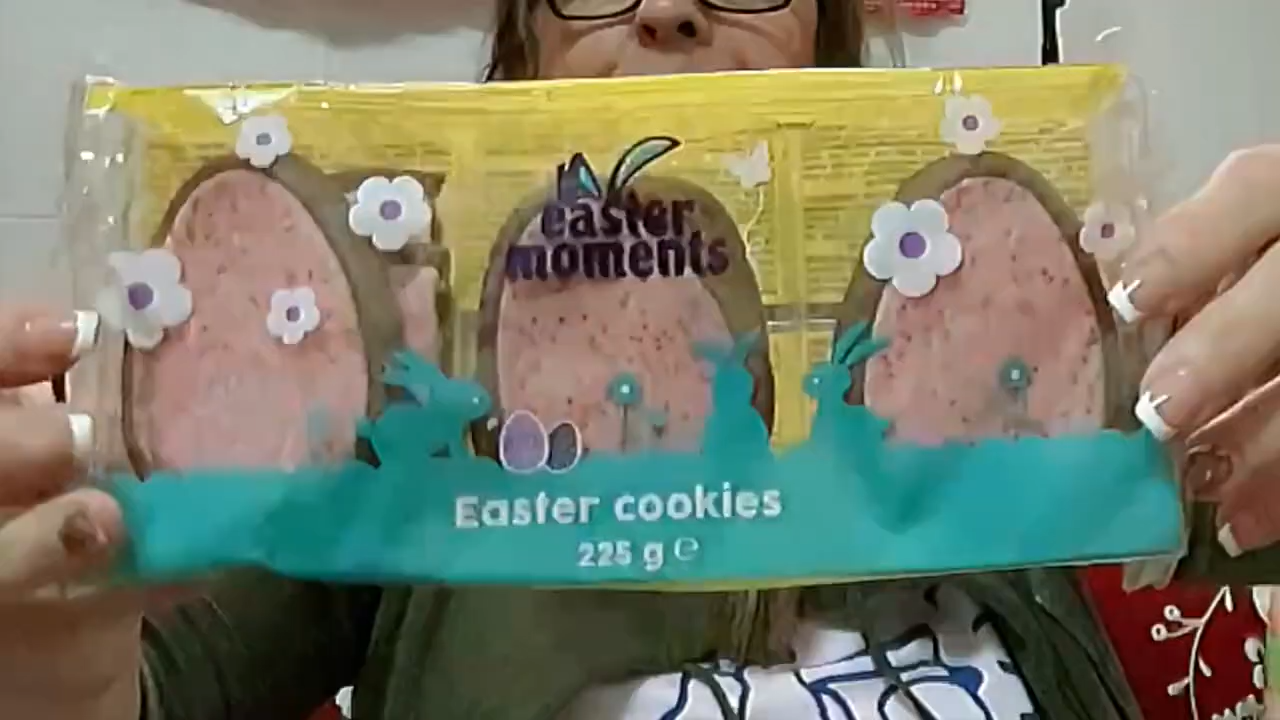 easter
moments
Easter cookies
225 g ℮